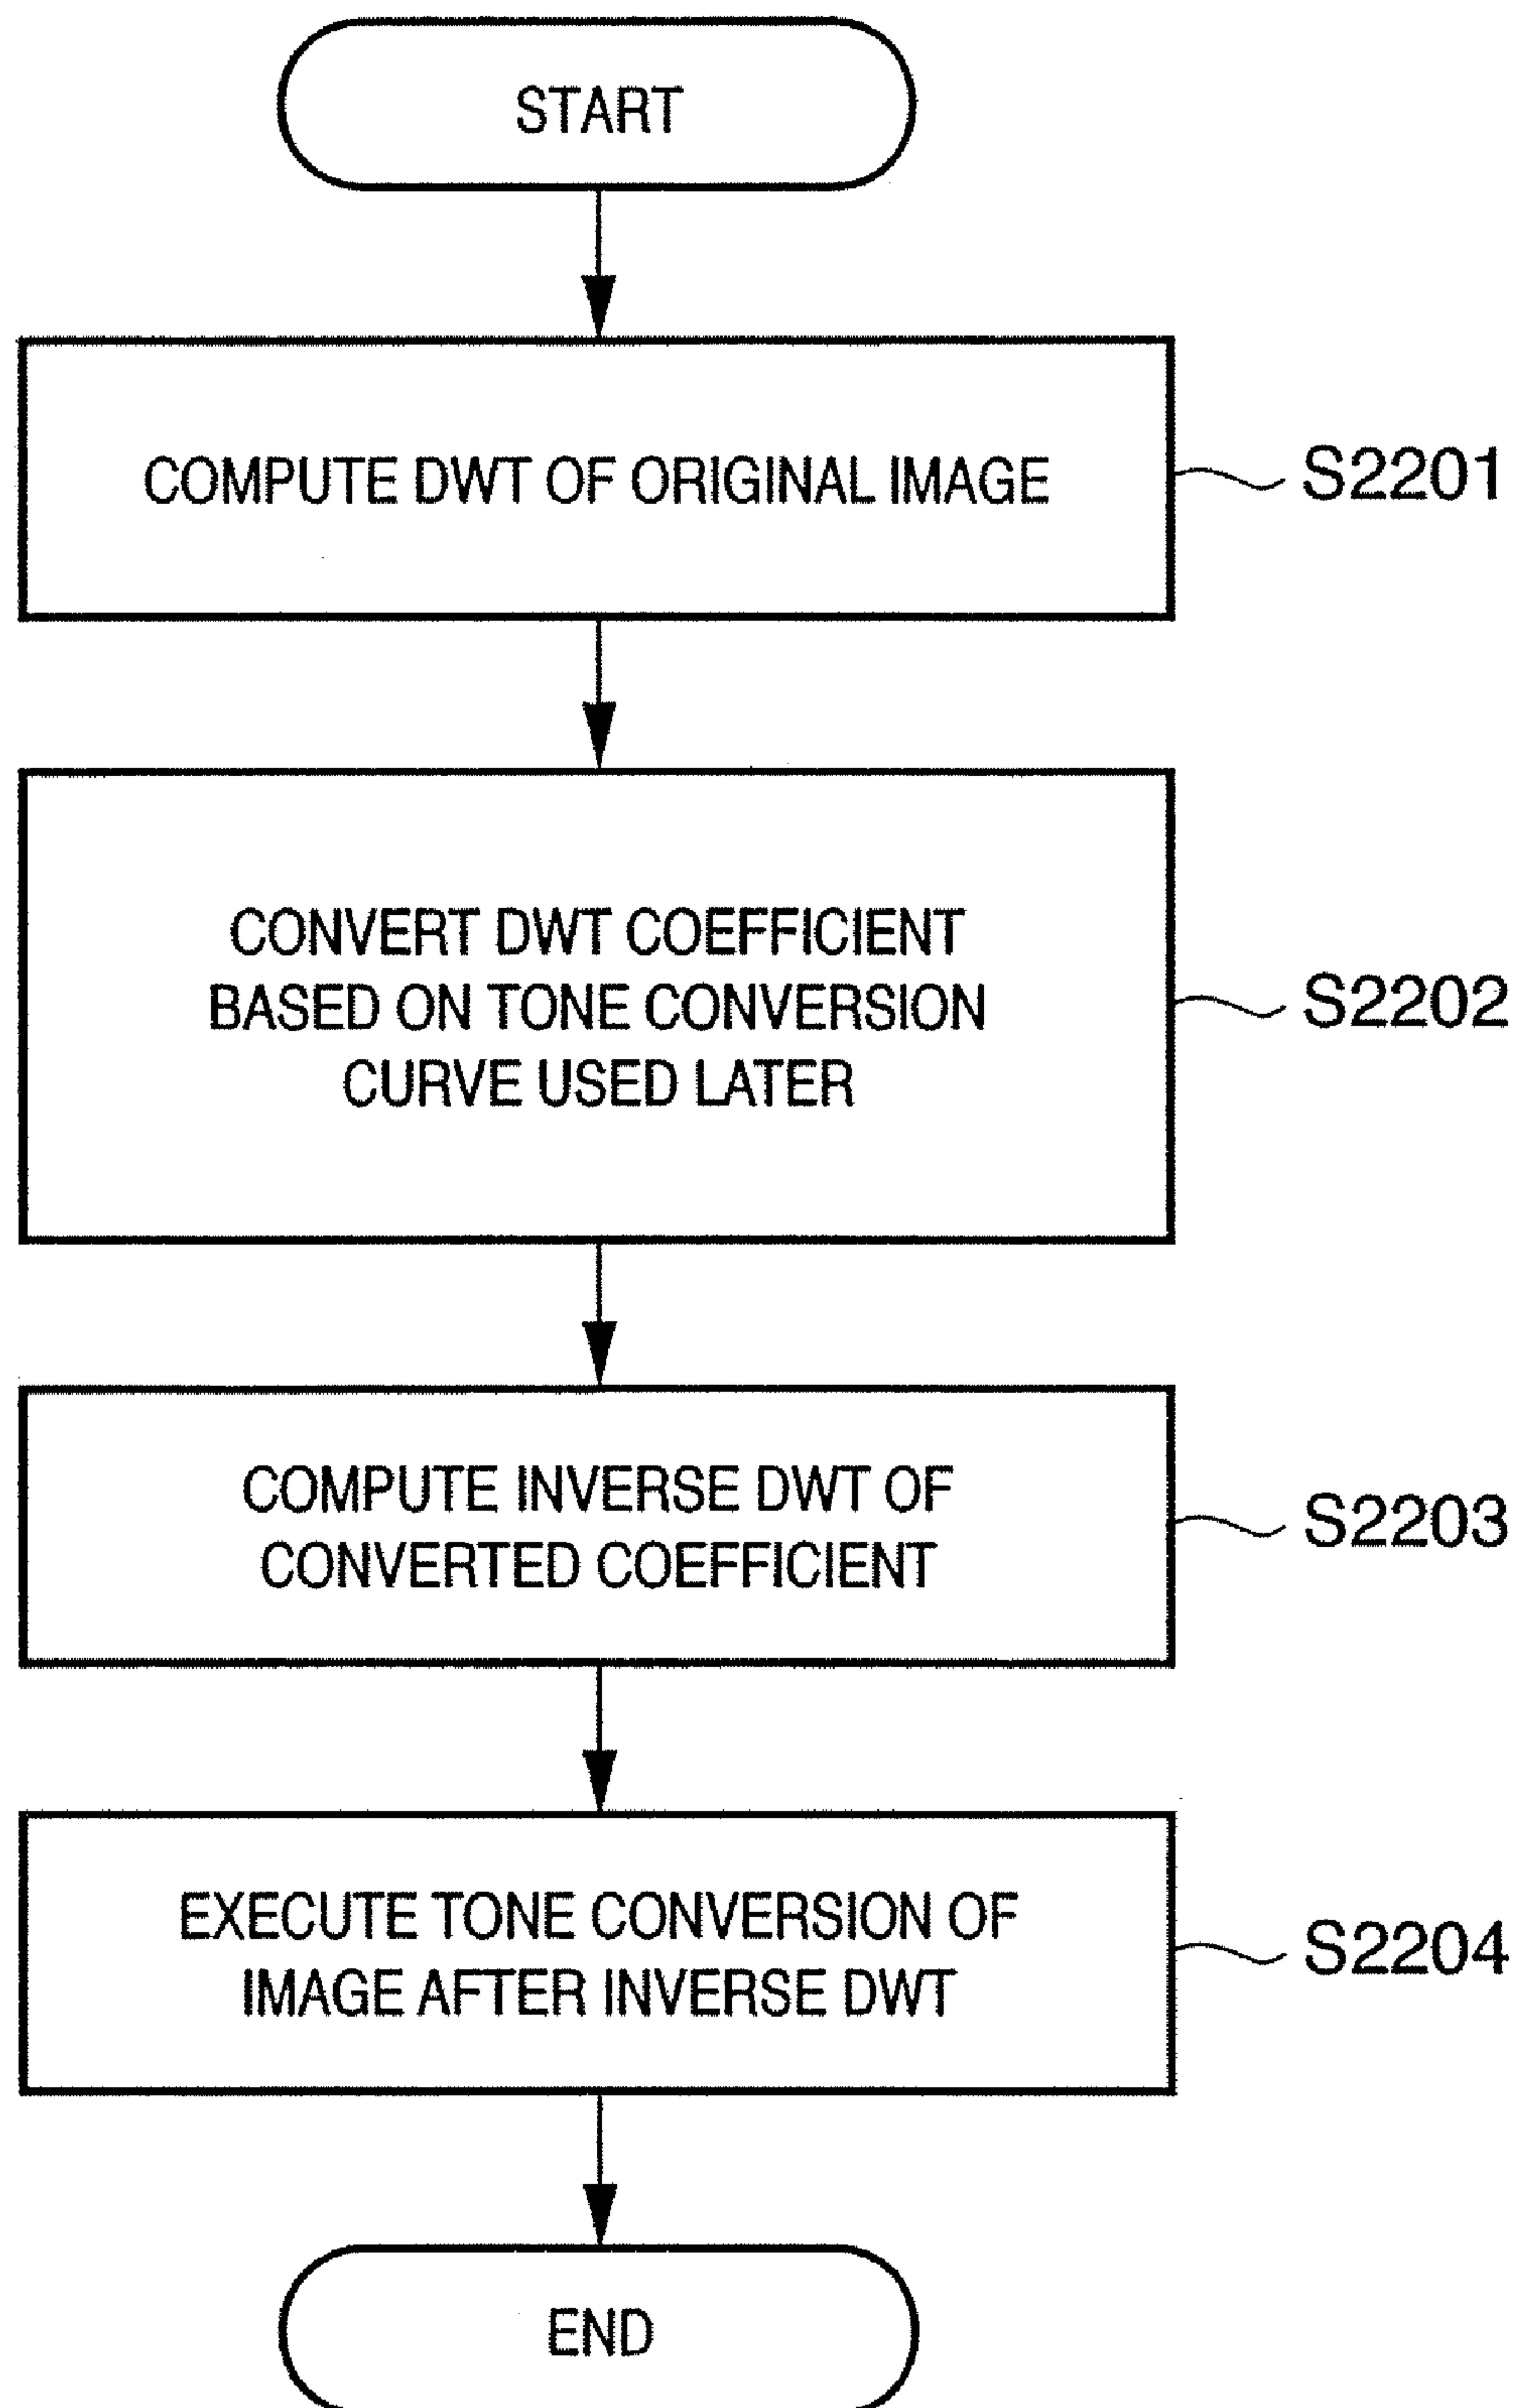 START
COMPUTE DWT OF ORIGINAL IMAGE
S2201
CONVERT DWT COEFFICIENT
BASED ON TONE CONVERSION
CURVE USED LATER
S2202
COMPUTE INVERSE DWT OF
CONVERTED COEFFICIENT
S2203
EXECUTE TONE CONVERSION OF
IMAGE AFTER INVERSE DWT
S2204
END